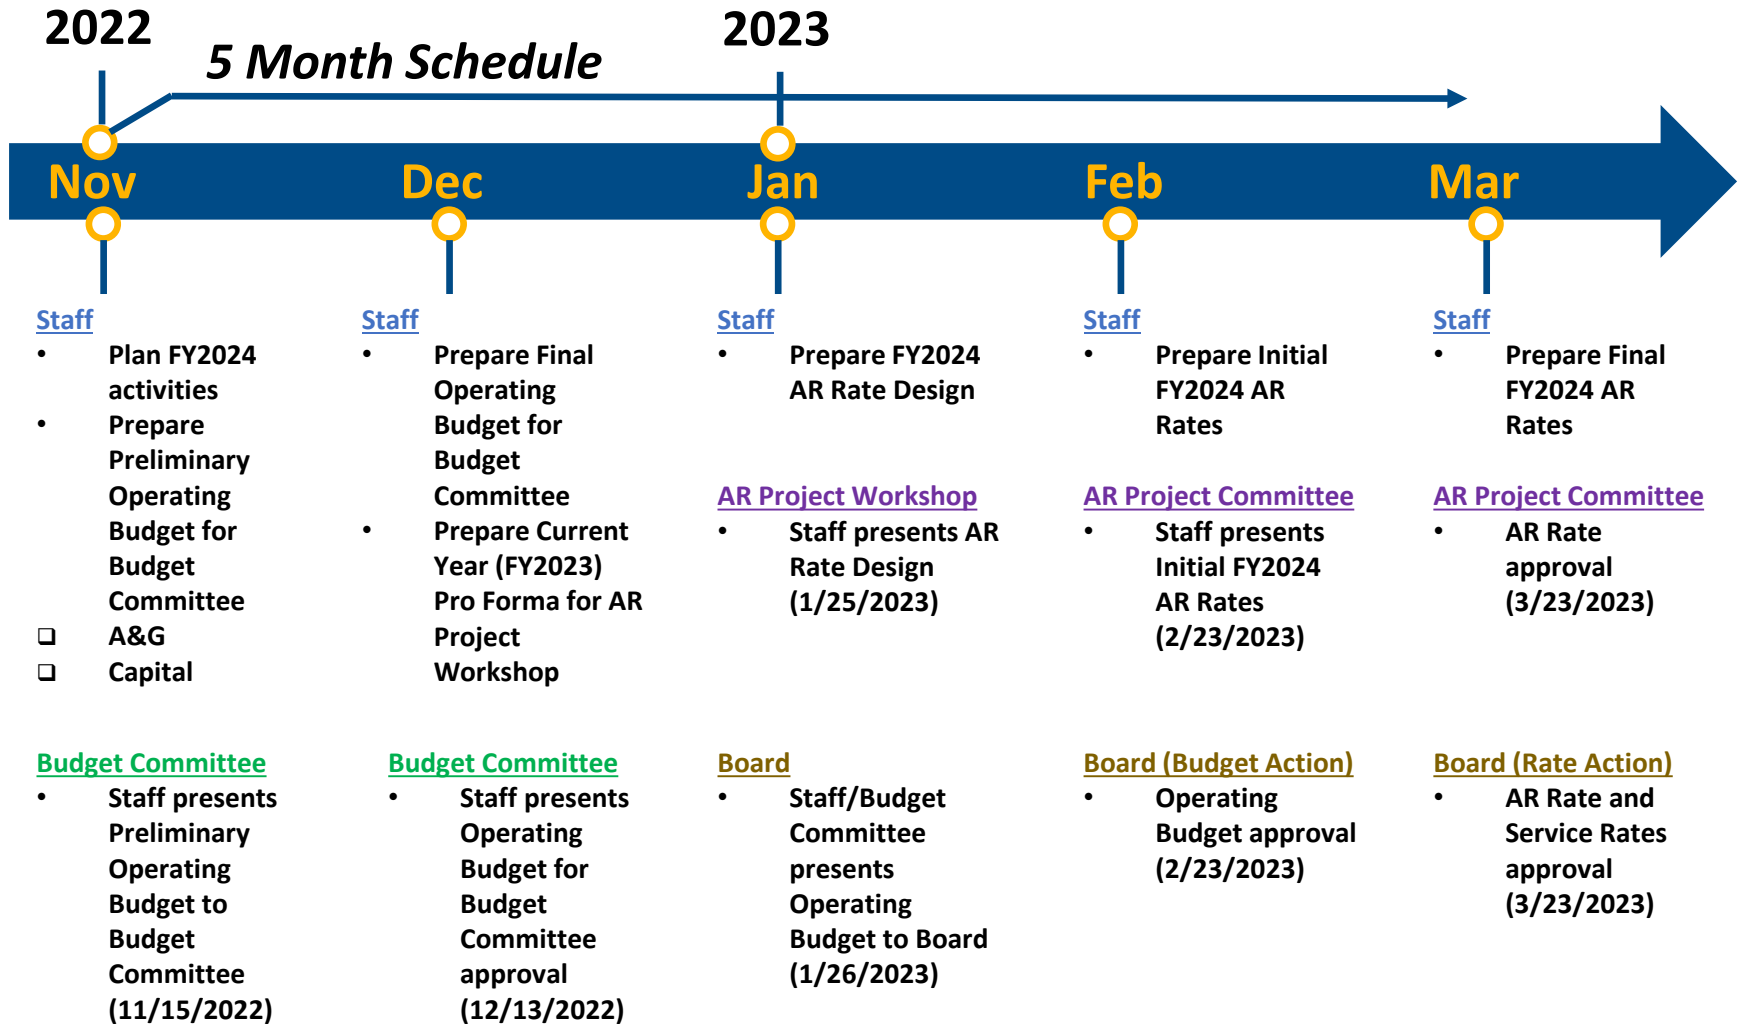 2022
2023
5 Month Schedule
Nov
Dec
Jan
Feb
Mar
Staff
• Plan FY2024
activities
• Prepare
Preliminary
Operating
Budget for
Budget
Committee
❑ A&G
❑ Capital
Budget Committee
• Staff presents
Preliminary
Operating
Budget to
Budget
Committee
(11/15/2022)
Staff
• Prepare Final
Operating
Budget for
Budget
Committee
• Prepare Current
Year (FY2023)
Pro Forma for AR
Project
Workshop
Budget Committee
• Staff presents
Operating
Budget for
Budget
Committee
approval
(12/13/2022)
Staff
• Prepare FY2024
AR Rate Design
AR Project Workshop
• Staff presents AR
Rate Design
(1/25/2023)
Board
• Staff/Budget
Committee
presents
Operating
Budget to Board
(1/26/2023)
Staff
• Prepare Initial
FY2024 AR
Rates
AR Project Committee
• Staff presents
Initial FY2024
AR Rates
(2/23/2023)
Board (Budget Action)
• Operating
Budget approval
(2/23/2023)
Staff
• Prepare Final
FY2024 AR
Rates
AR Project Committee
• AR Rate
approval
(3/23/2023)
Board (Rate Action)
• AR Rate and
Service Rates
approval
(3/23/2023)